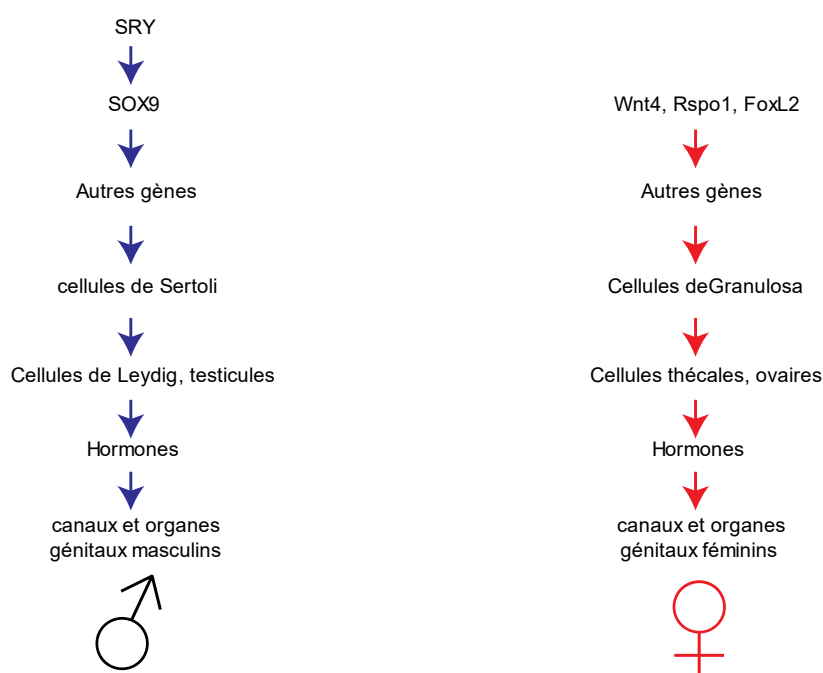 SRY
SOX9
Autres gènes
cellules de Sertoli
Cellules de Leydig, testicules
Hormones
canaux et organes
génitaux masculins
Wnt4, Rspo1, FoxL2
Autres gènes
Cellules deGranulosa
Cellules thécales, ovaires
Hormones
canaux et organes
génitaux féminins